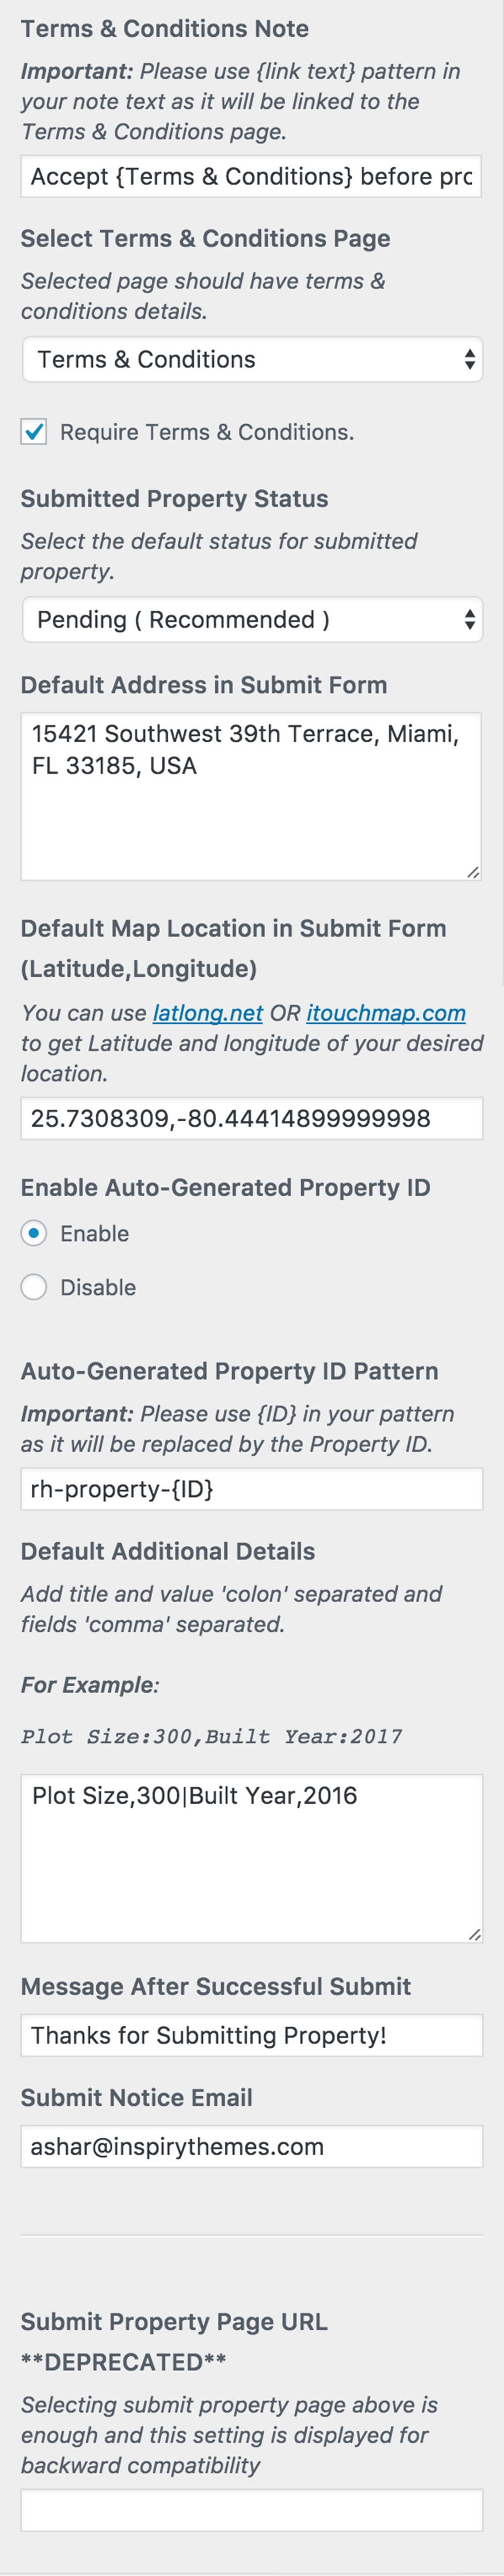 Terms & Conditions Note
Important: Please use {link text} pattern in
your note text as it will be linked to the
Terms & Conditions page.
Accept {Terms & Conditions} before pro
Select Terms & Conditions Page
Selected page should have terms &
conditions details.
Terms & Conditions
Require Terms & Conditions.
Submitted Property Status
Select the default status for submitted
property.
Pending ( Recommended )
Default Address in Submit Form
15421 Southwest 39th Terrace, Miami,
FL 33185, USA
Default Map Location in Submit Form
(Latitude,Longitude)
You can use latlong.net OR itouchmap.com
to get Latitude and longitude of your desired
location.
25.7308309,-80.44414899999998
Enable Auto-Generated Property ID
Enable
Disable
Auto-Generated Property ID Pattern
Important: Please use {ID} in your pattern
as it will be replaced by the Property ID.
rh-property-{ID}
Default Additional Details
Add title and value 'colon' separated and
fields 'comma' separated.
For Example:
Plot Size:300,Built Year:2017
Plot Size,300|Built Year,2016
Message After Successful Submit
Thanks for Submitting Property!
Submit Notice Email
ashar@inspirythemes.com
Submit Property Page URL
**DEPRECATED**
Selecting submit property page above is
enough and this setting is displayed for
backward compatibility